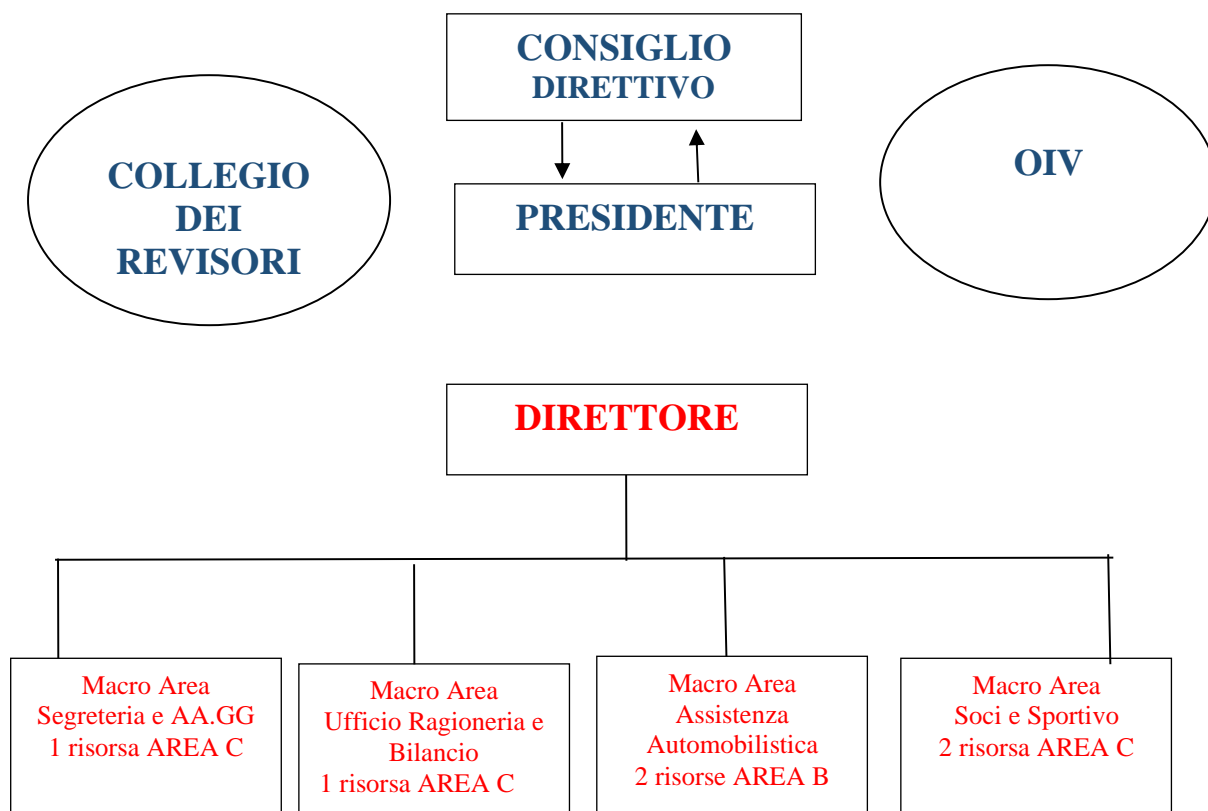 CONSIGLIO
DIRETTIVO
COLLEGIO
DEI
REVISORI
OIV
PRESIDENTE
DIRETTORE
Macro Area
Segreteria e AA.GG
1 risorsa AREA C
Macro Area
Ufficio Ragioneria e
Bilancio
1 risorsa AREA C
Macro Area
Assistenza
Automobilistica
2 risorse AREA B
Macro Area
Soci e Sportivo
2 risorsa AREA C